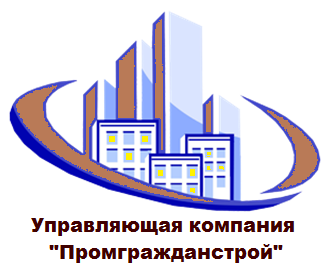 Управляющая компания
"Промгражданстрой"